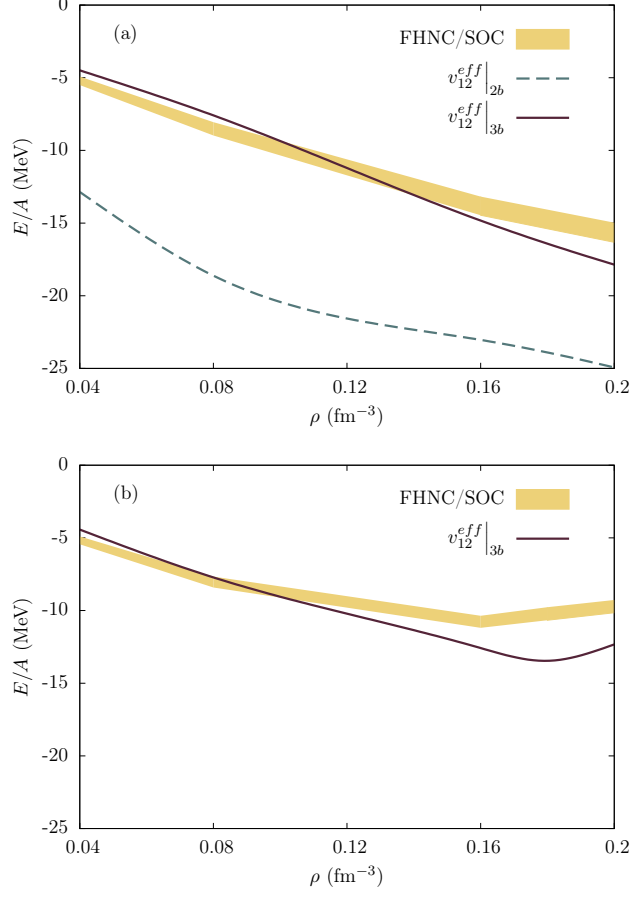 0
(a)
FHNC/SOC
v_{12}^{eff}|_{2b}
v_{12}^{eff}|_{3b}
-5
-10
-15
-20
-25
E/A (MeV)
0.04 0.08 0.12 0.16 0.2
ρ (fm⁻³)
0
(b)
FHNC/SOC
v_{12}^{eff}|_{3b}
-5
-10
-15
-20
-25
E/A (MeV)
0.04 0.08 0.12 0.16 0.2
ρ (fm⁻³)